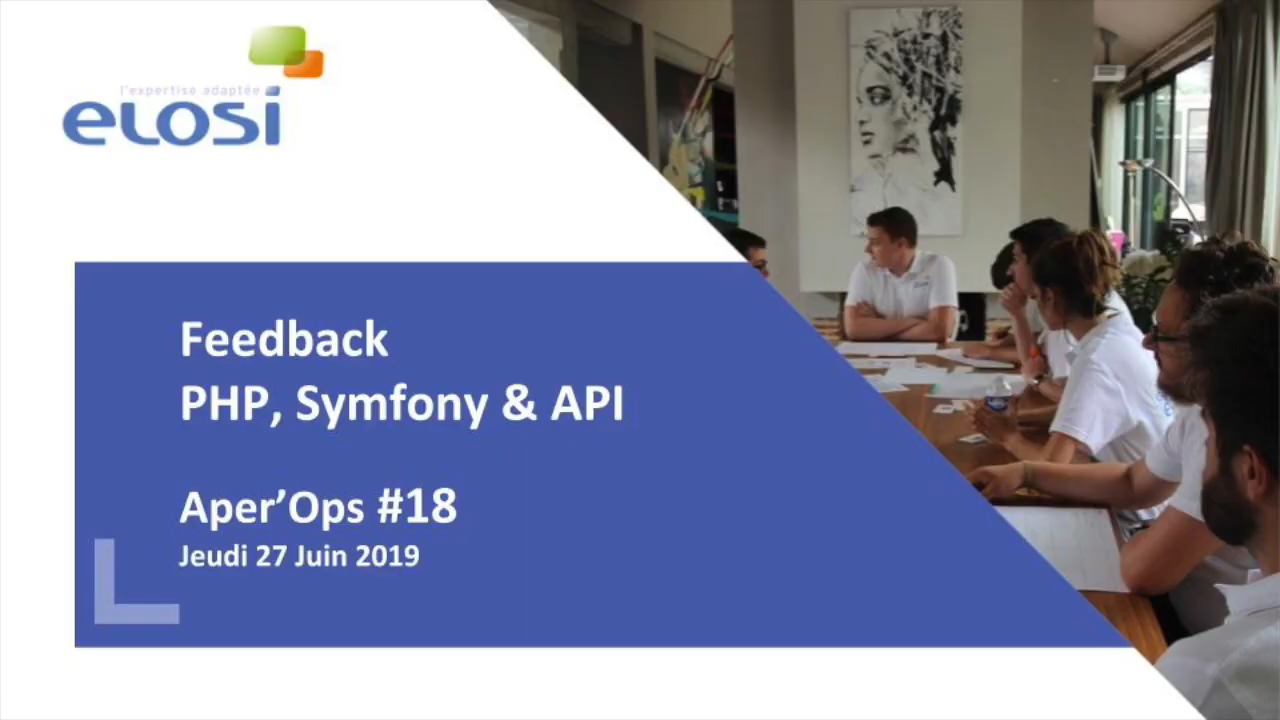 l'expertise adaptée
eLOSI
Feedback
PHP, Symfony & API
Aper’Ops #18
Jeudi 27 Juin 2019